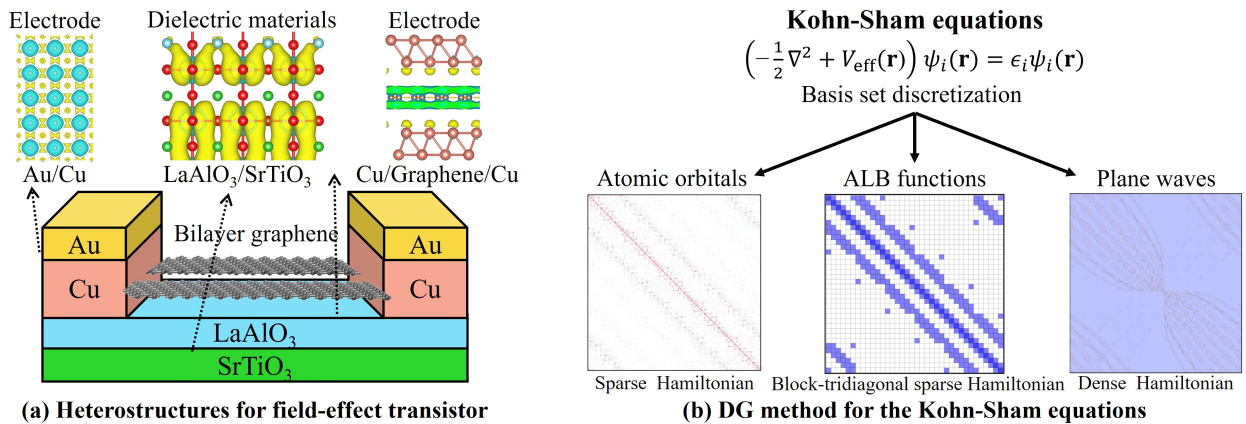 Electrode
Dielectric materials
Electrode
Au/Cu
LaAlO₃/SrTiO₃
Cu/Graphene/Cu
Bilayer graphene
Au
Au
Cu
Cu
LaAlO₃
SrTiO₃
(a) Heterostructures for field-effect transistor
Kohn-Sham equations
(-½∇² + V_eff(𝐫)) ψᵢ(𝐫) = ϵᵢψᵢ(𝐫)
Basis set discretization
Atomic orbitals
ALB functions
Plane waves
Sparse Hamiltonian
Block-tridiagonal sparse Hamiltonian
Dense Hamiltonian
(b) DG method for the Kohn-Sham equations